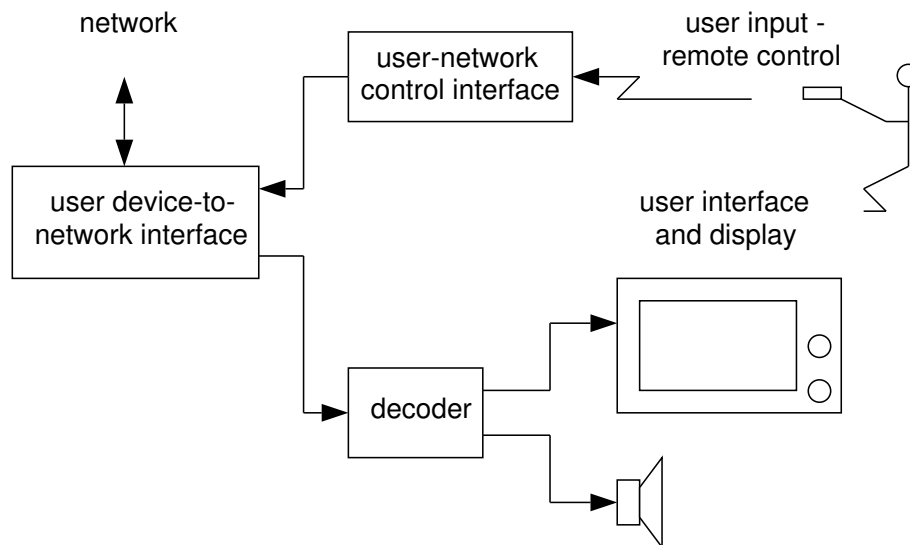 network
user-network
control interface
user input -
remote control
user device-to-
network interface
user interface
and display
decoder